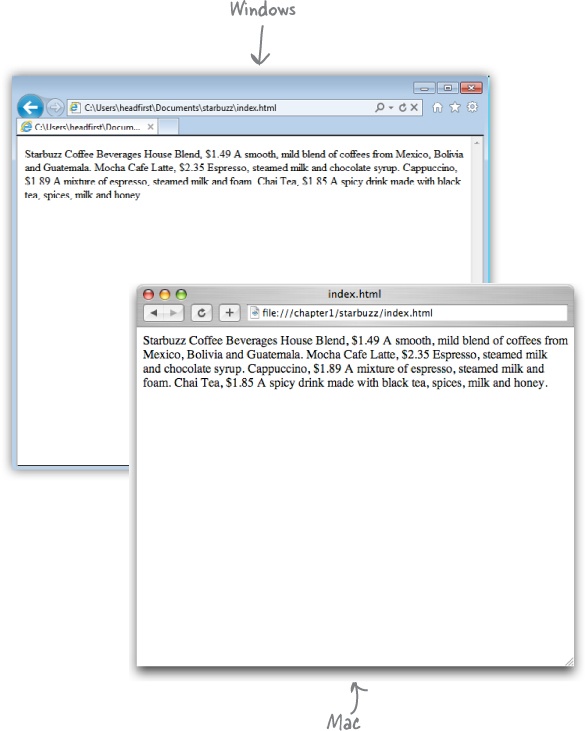 Windows
C:\Users\headfirst\Documents\starbuzz\index.html
C:\Users\headfirst\Docum...
Starbuzz Coffee Beverages House Blend, $1.49 A smooth, mild blend of coffees from Mexico, Bolivia
and Guatemala. Mocha Cafe Latte, $2.35 Espresso, steamed milk and chocolate syrup. Cappuccino,
$1.89 A mixture of espresso, steamed milk and foam. Chai Tea, $1.85 A spicy drink made with black
tea, spices, milk and honey
index.html
file:///chapter1/starbuzz/index.html
Starbuzz Coffee Beverages House Blend, $1.49 A smooth, mild blend of coffees from
Mexico, Bolivia and Guatemala. Mocha Cafe Latte, $2.35 Espresso, steamed milk
and chocolate syrup. Cappuccino, $1.89 A mixture of espresso, steamed milk and
foam. Chai Tea, $1.85 A spicy drink made with black tea, spices, milk and honey.
Mac